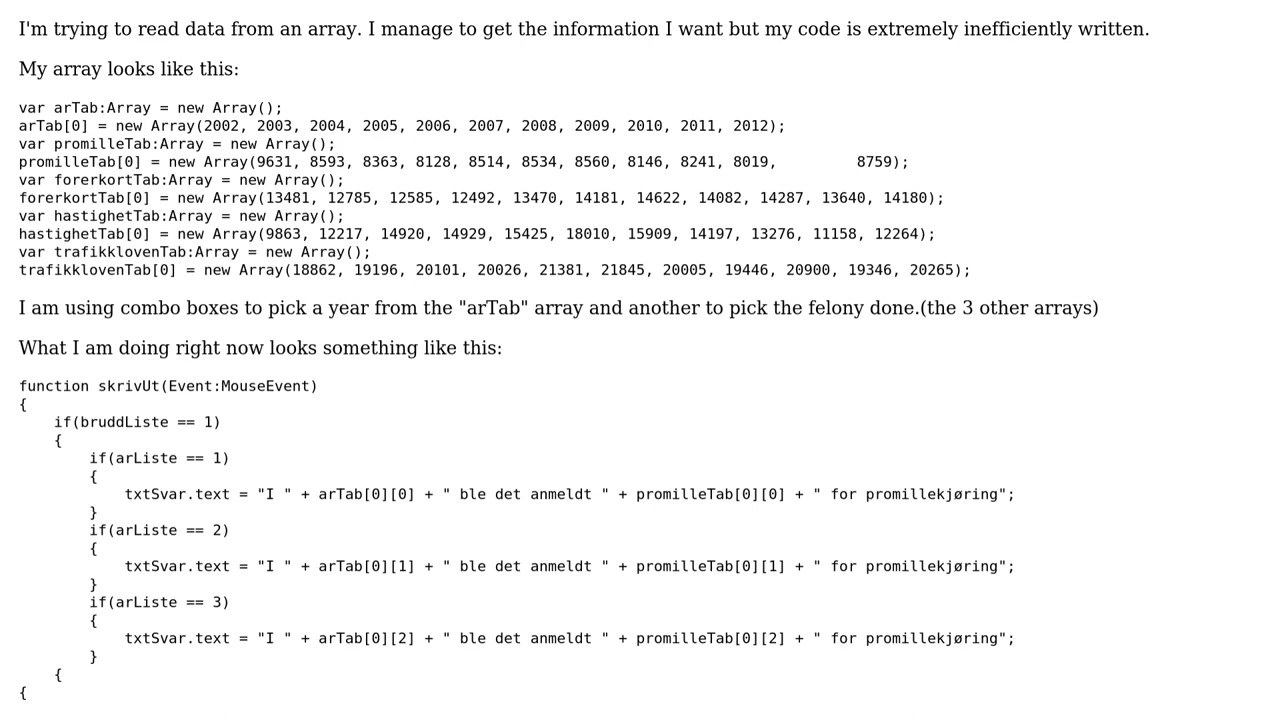 I'm trying to read data from an array. I manage to get the information I want but my code is extremely inefficiently written.
My array looks like this:
var arTab:Array = new Array();
arTab[0] = new Array(2002, 2003, 2004, 2005, 2006, 2007, 2008, 2009, 2010, 2011, 2012);
var promilleTab:Array = new Array();
promilleTab[0] = new Array(9631, 8593, 8363, 8128, 8514, 8534, 8560, 8146, 8241, 8019,         8759);
var forerkortTab:Array = new Array();
forerkortTab[0] = new Array(13481, 12785, 12585, 12492, 13470, 14181, 14622, 14082, 14287, 13640, 14180);
var hastighetTab:Array = new Array();
hastighetTab[0] = new Array(9863, 12217, 14920, 14929, 15425, 18010, 15909, 14197, 13276, 11158, 12264);
var trafikklovenTab:Array = new Array();
trafikklovenTab[0] = new Array(18862, 19196, 20101, 20026, 21381, 21845, 20005, 19446, 20900, 19346, 20265);
I am using combo boxes to pick a year from the "arTab" array and another to pick the felony done.(the 3 other arrays)
What I am doing right now looks something like this:
function skrivUt(Event:MouseEvent)
{
    if(bruddListe == 1)
    {
        if(arListe == 1)
        {
            txtSvar.text = "I " + arTab[0][0] + " ble det anmeldt " + promilleTab[0][0] + " for promillekjøring";
        }
        if(arListe == 2)
        {
            txtSvar.text = "I " + arTab[0][1] + " ble det anmeldt " + promilleTab[0][1] + " for promillekjøring";
        }
        if(arListe == 3)
        {
            txtSvar.text = "I " + arTab[0][2] + " ble det anmeldt " + promilleTab[0][2] + " for promillekjøring";
        }
    {
{